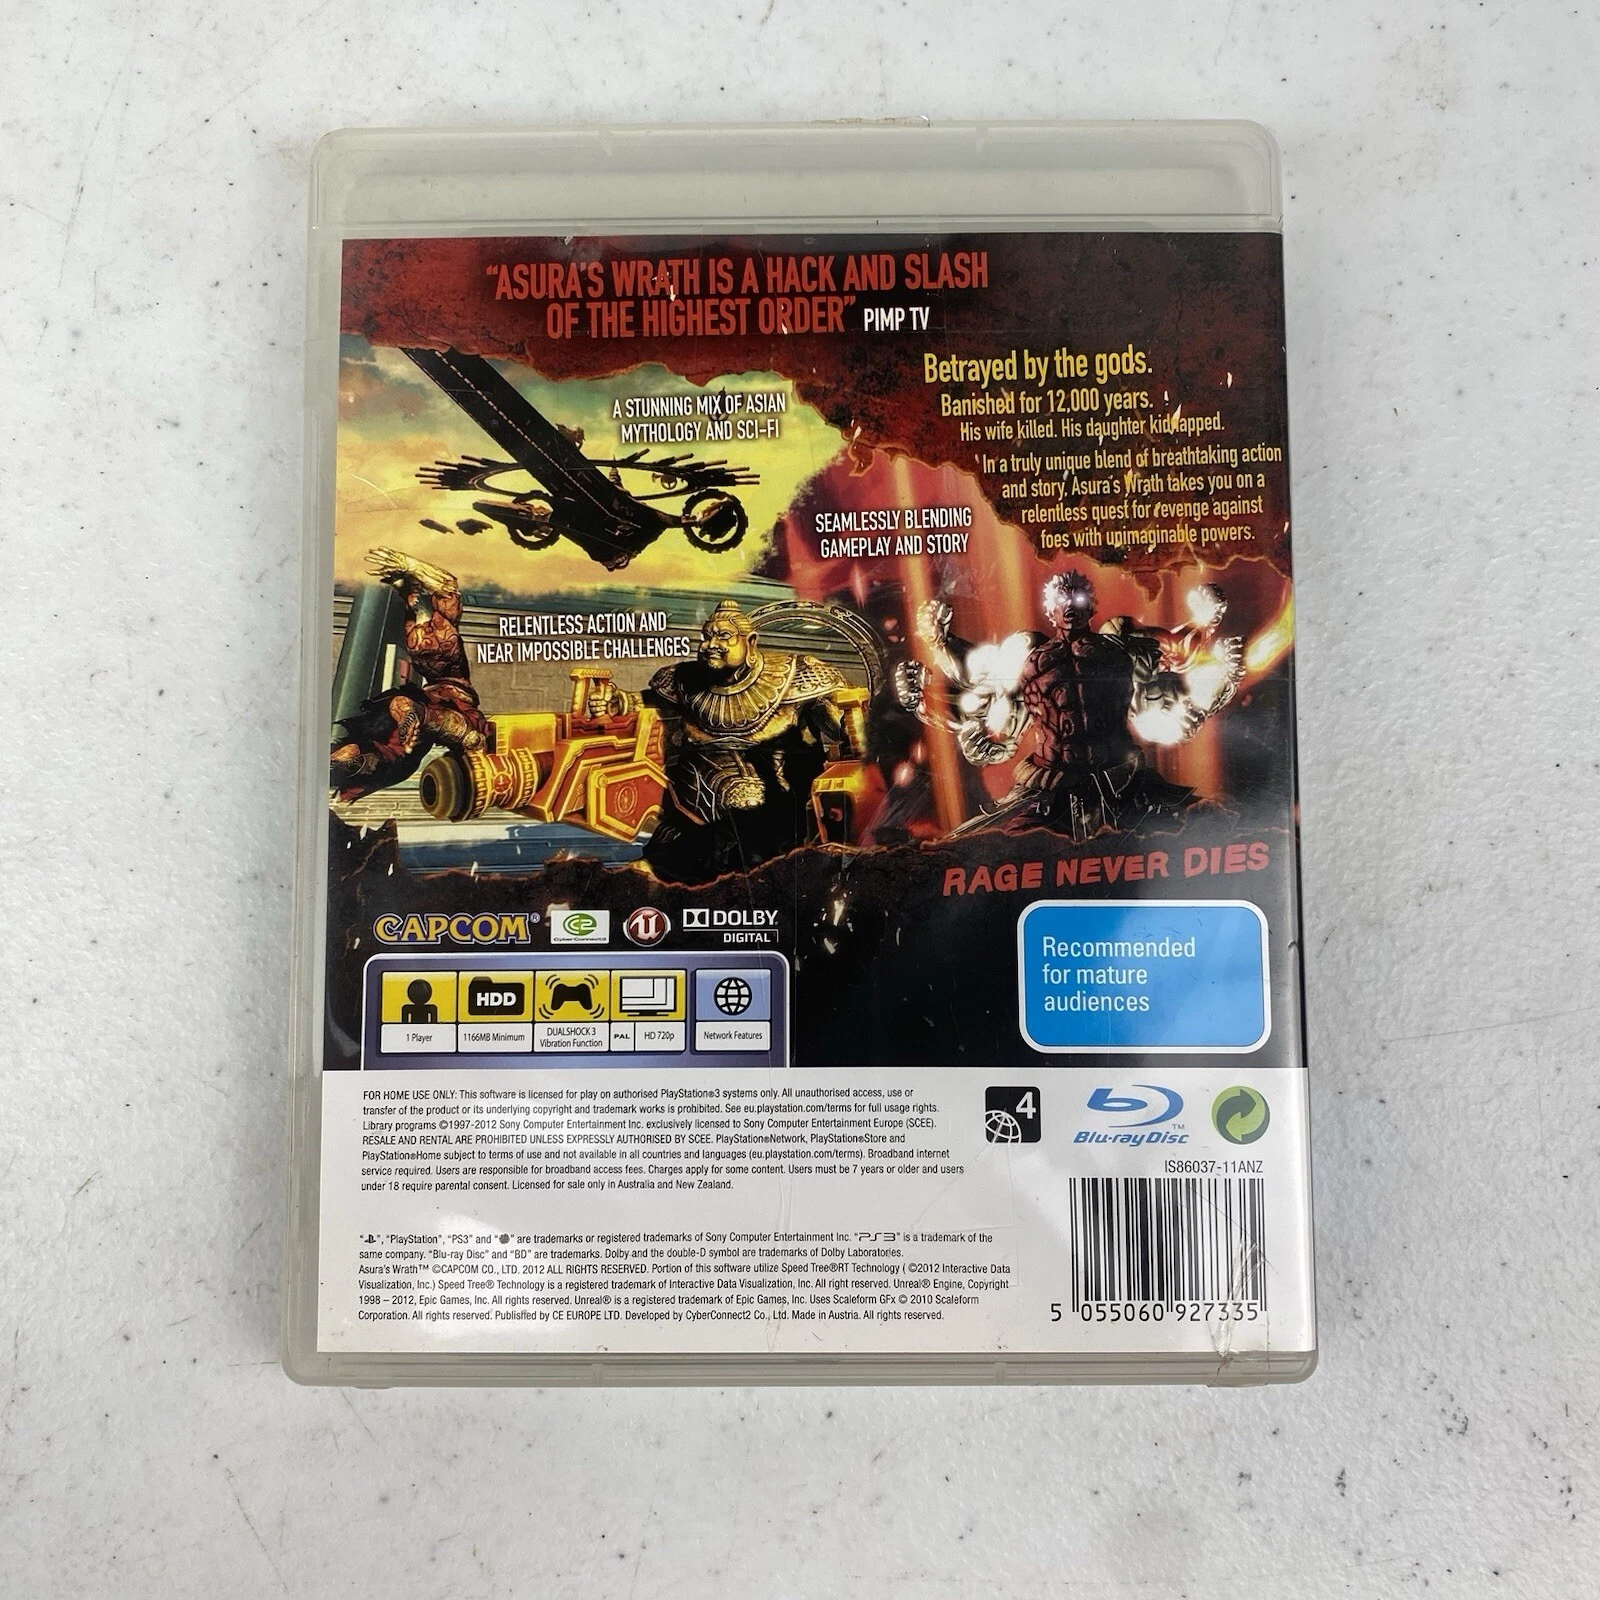 “ASURA'S WRATH IS A HACK AND SLASH
OF THE HIGHEST ORDER” PIMP TV
Betrayed by the gods.
Banished for 12,000 years.
His wife killed. His daughter kidnapped.
In a truly unique blend of breathtaking action
and story, Asura's Wrath takes you on a
relentless quest for revenge against
foes with unimaginable powers.
A STUNNING MIX OF ASIAN
MYTHOLOGY AND SCI-FI
SEAMLESSLY BLENDING
GAMEPLAY AND STORY
RELENTLESS ACTION AND
NEAR IMPOSSIBLE CHALLENGES
RAGE NEVER DIES
CAPCOM®
CyberConnect2
DOLBY
DIGITAL
Recommended
for mature
audiences
HDD
1 Player
1166MB Minimum
DUALSHOCK 3
Vibration Function
PAL
HD 720p
Network Features
FOR HOME USE ONLY: This software is licensed for play on authorised PlayStation®3 systems only. All unauthorised access, use or
transfer of the product or its underlying copyright and trademark works is prohibited. See eu.playstation.com/terms for full usage rights.
Library programs ©1997-2012 Sony Computer Entertainment Inc. exclusively licensed to Sony Computer Entertainment Europe (SCEE).
RESALE AND RENTAL ARE PROHIBITED UNLESS EXPRESSLY AUTHORISED BY SCEE. PlayStation®Network, PlayStation®Store and
PlayStation®Home subject to terms of use and not available in all countries and languages (eu.playstation.com/terms). Broadband internet
service required. Users are responsible for broadband access fees. Charges apply for some content. Users must be 7 years or older and users
under 18 require parental consent. Licensed for sale only in Australia and New Zealand.
4
Blu-ray Disc™
IS86037-11ANZ
“ ”, “PlayStation”, “PS3” and “ ” are trademarks or registered trademarks of Sony Computer Entertainment Inc. “PS3” is a trademark of the
same company. “Blu-ray Disc” and “BD” are trademarks. Dolby and the double-D symbol are trademarks of Dolby Laboratories.
Asura's Wrath™ ©CAPCOM CO., LTD. 2012 ALL RIGHTS RESERVED. Portion of this software utilize Speed Tree®RT Technology ( ©2012 Interactive Data
Visualization, Inc.) Speed Tree® Technology is a registered trademark of Interactive Data Visualization, Inc. All right reserved. Unreal® Engine, Copyright
1998 – 2012, Epic Games, Inc. All rights reserved. Unreal® is a registered trademark of Epic Games, Inc. Uses Scaleform GFx © 2010 Scaleform
Corporation. All rights reserved. Published by CE EUROPE LTD. Developed by CyberConnect2 Co., Ltd. Made in Austria. All rights reserved.
5 055060 927335